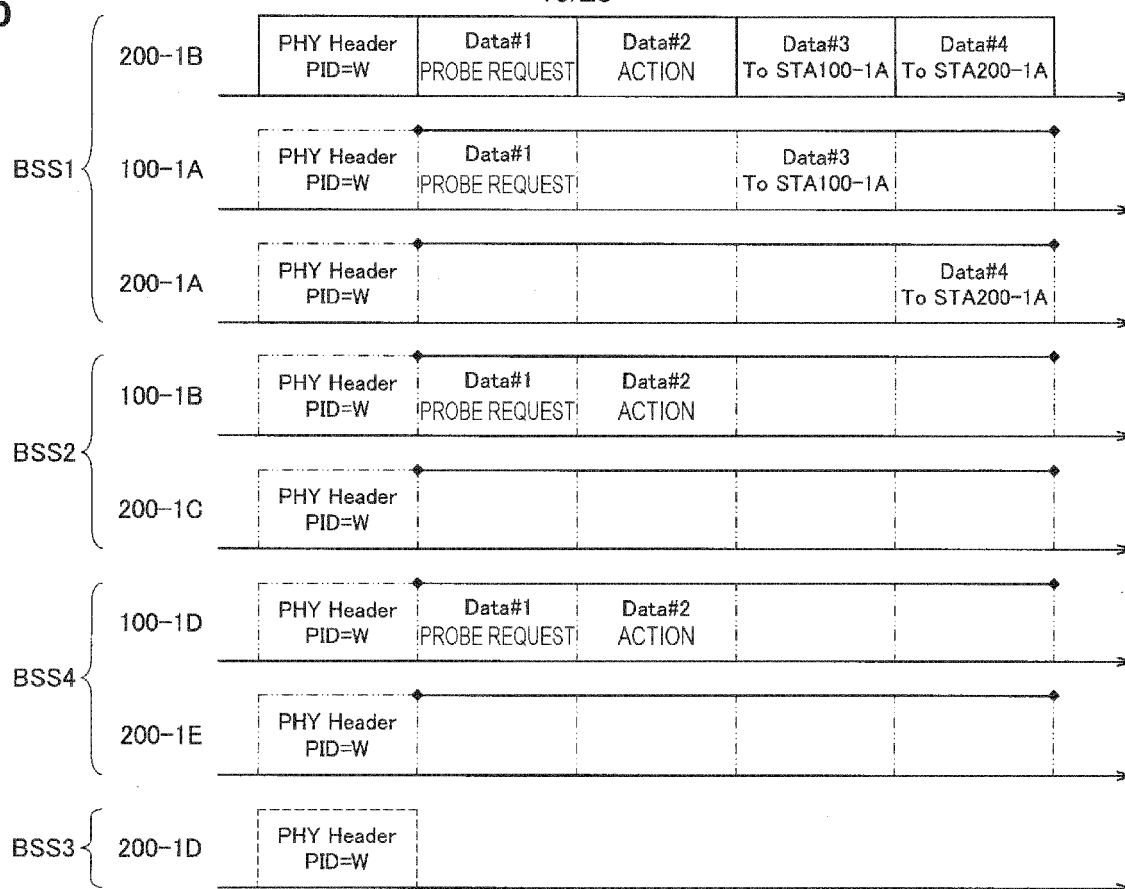 BSS1
200-1B
PHY Header
PID=W
Data#1
PROBE REQUEST
Data#2
ACTION
Data#3
To STA100-1A
Data#4
To STA200-1A
100-1A
PHY Header
PID=W
Data#1
PROBE REQUEST
Data#3
To STA100-1A
200-1A
PHY Header
PID=W
Data#4
To STA200-1A
BSS2
100-1B
PHY Header
PID=W
Data#1
PROBE REQUEST
Data#2
ACTION
200-1C
PHY Header
PID=W
BSS4
100-1D
PHY Header
PID=W
Data#1
PROBE REQUEST
Data#2
ACTION
200-1E
PHY Header
PID=W
BSS3
200-1D
PHY Header
PID=W